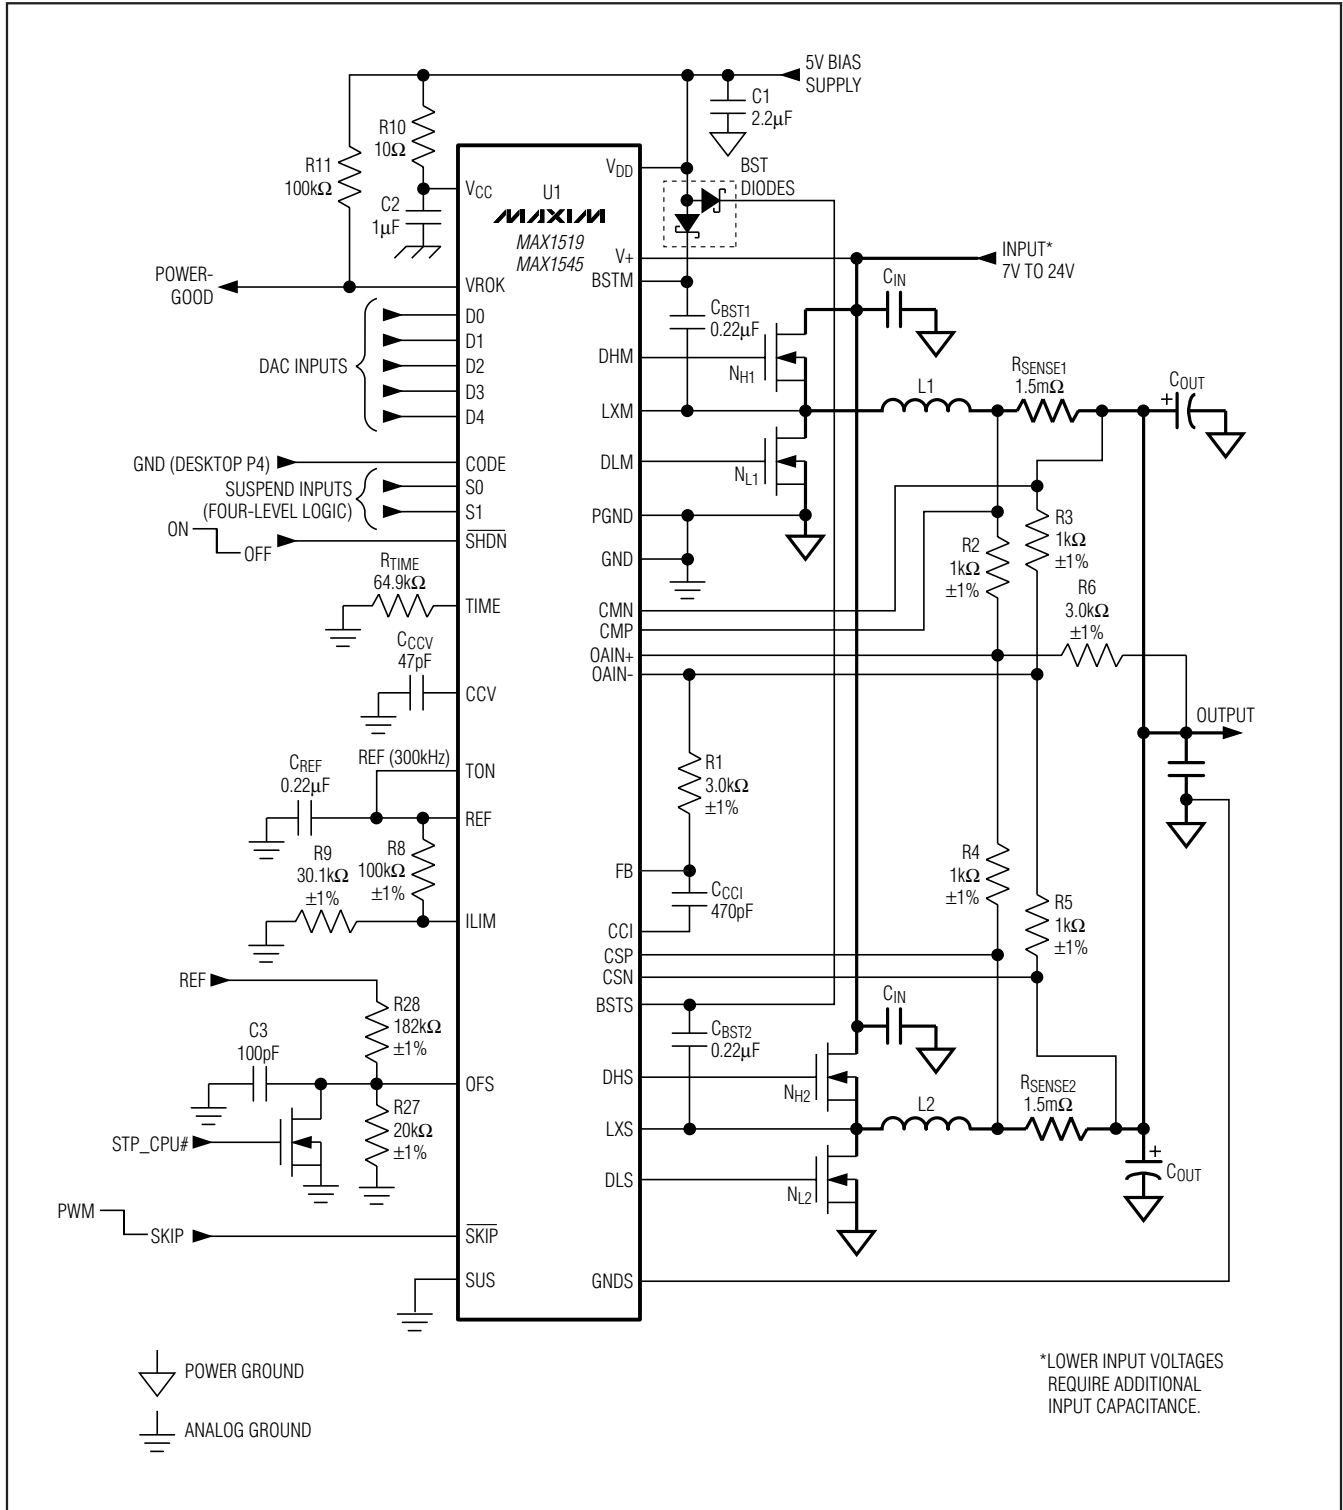 5V BIAS
SUPPLY
C1
2.2µF
R10
10Ω
R11
100kΩ
C2
1µF
VCC
U1
MAXIM
MAX1519
MAX1545
VDD
BST
DIODES
V+
INPUT*
7V TO 24V
BSTM
CIN
POWER-
GOOD
VROK
CBST1
0.22µF
D0
D1
DAC INPUTS
D2
D3
D4
DHM
NH1
L1
RSENSE1
1.5mΩ
COUT
+
LXM
GND (DESKTOP P4)
CODE
DLM
NL1
SUSPEND INPUTS
(FOUR-LEVEL LOGIC)
S0
S1
PGND
ON
OFF
SHDN
GND
R2
1kΩ
±1%
R3
1kΩ
±1%
RTIME
64.9kΩ
TIME
CMN
CMP
R6
3.0kΩ
±1%
OAIN+
OAIN-
CCCV
47pF
CCV
OUTPUT
CREF
0.22µF
REF (300kHz)
TON
R1
3.0kΩ
±1%
REF
R9
30.1kΩ
±1%
R8
100kΩ
±1%
FB
CCCI
470pF
R4
1kΩ
±1%
R5
1kΩ
±1%
ILIM
CCI
CSP
CSN
REF
BSTS
CIN
R28
182kΩ
±1%
C3
100pF
CBST2
0.22µF
OFS
DHS
NH2
L2
RSENSE2
1.5mΩ
R27
20kΩ
±1%
STP_CPU#
LXS
DLS
NL2
+
COUT
PWM
SKIP
SKIP
SUS
GNDS
POWER GROUND
ANALOG GROUND
*LOWER INPUT VOLTAGES
REQUIRE ADDITIONAL
INPUT CAPACITANCE.